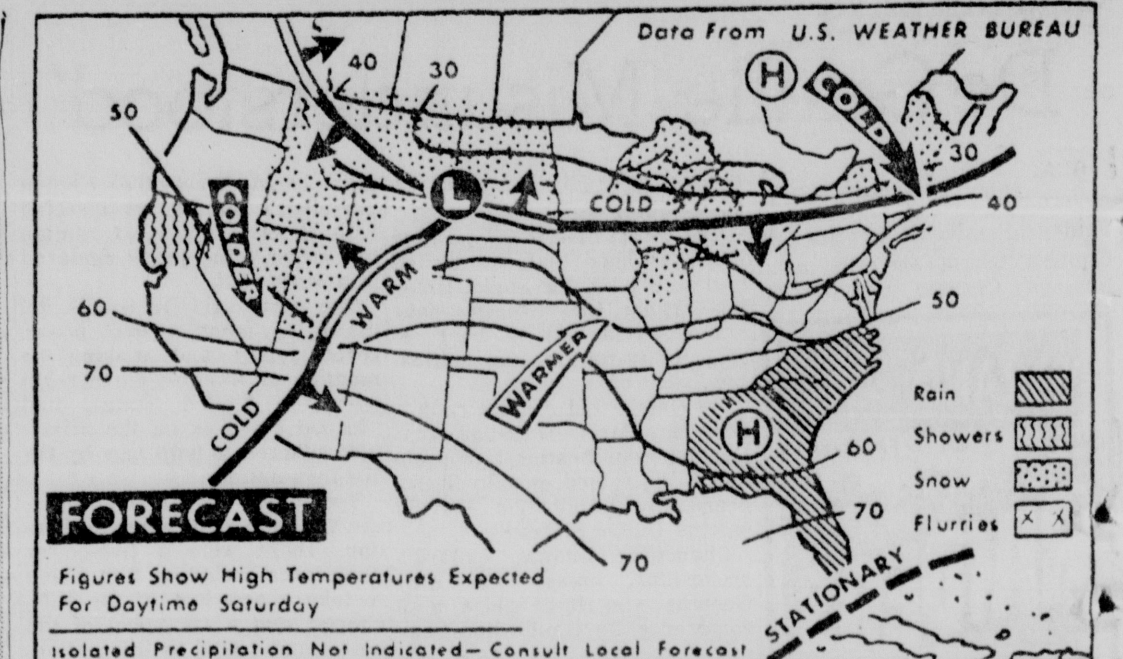 Data From U.S. WEATHER BUREAU
40
30
H
COLD
50
COLD
30
L
COLD
40
WARM
50
60
WARMER
70
Rain
COLD
H
Showers
60
Snow
FORECAST
70
Flurries
70
Figures Show High Temperatures Expected
For Daytime Saturday
STATIONARY
Isolated Precipitation Not Indicated—Consult Local Forecast